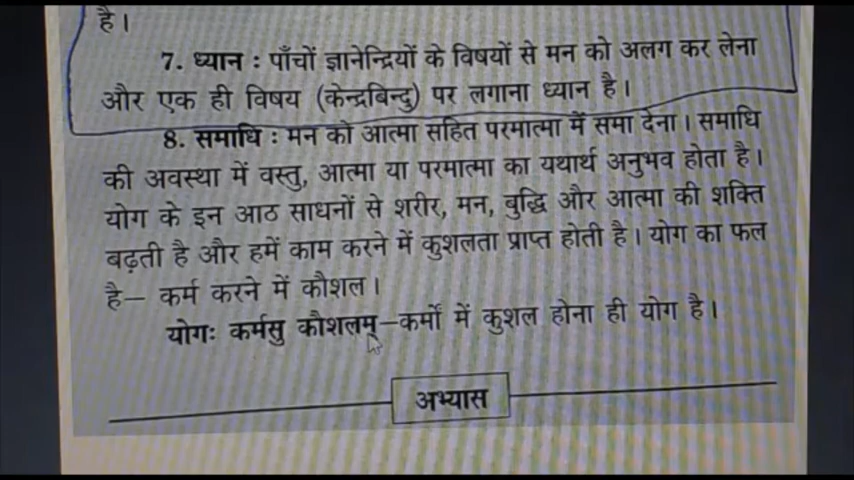 है।
7. ध्यान : पाँचों ज्ञानेन्द्रियों के विषयों से मन को अलग कर लेना
और एक ही विषय (केन्द्रबिन्दु) पर लगाना ध्यान है।
8. समाधि : मन को आत्मा सहित परमात्मा में समा देना। समाधि
की अवस्था में वस्तु, आत्मा या परमात्मा का यथार्थ अनुभव होता है।
योग के इन आठ साधनों से शरीर, मन, बुद्धि और आत्मा की शक्ति
बढ़ती है और हमें काम करने में कुशलता प्राप्त होती है। योग का फल
है— कर्म करने में कौशल।
योगः कर्मसु कौशलम्—कर्मों में कुशल होना ही योग है।
अभ्यास